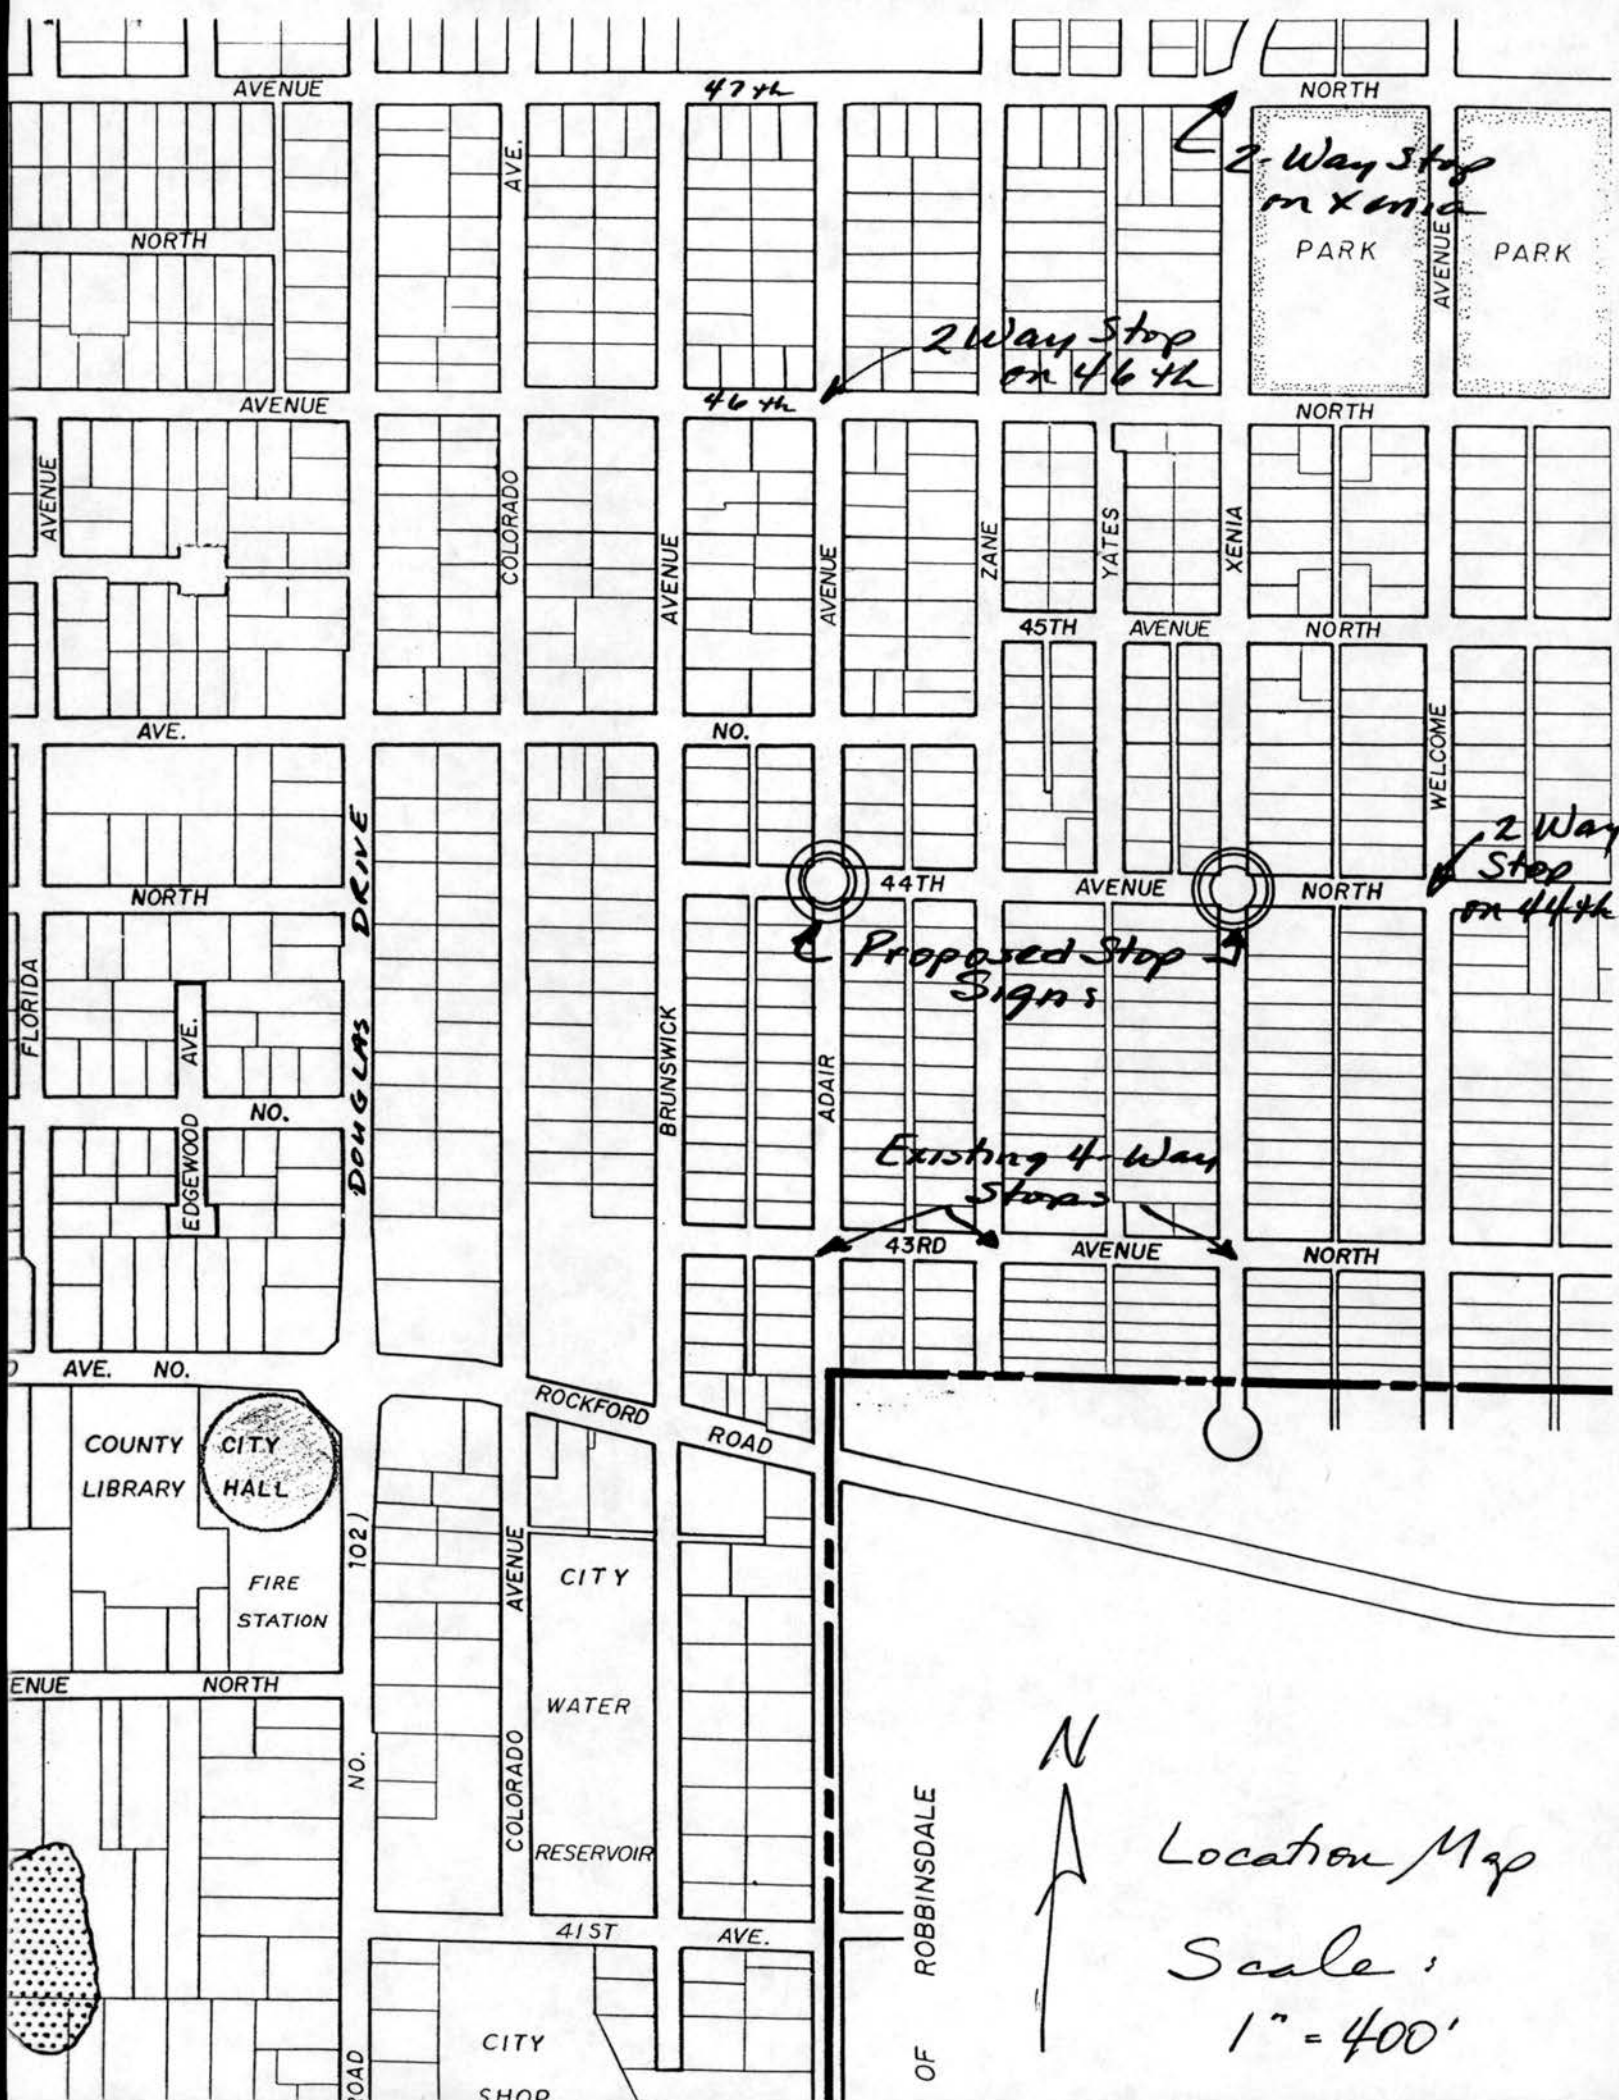 AVENUE
47th
NORTH
2-Way Stop
on Xenia
AVE.
NORTH
PARK
AVENUE
PARK
2 Way Stop
on 46th
AVENUE
46th
NORTH
AVENUE
COLORADO
AVENUE
AVENUE
ZANE
YATES
XENIA
45TH
AVENUE
NORTH
AVE.
NO.
WELCOME
2 Way
Stop
on 44th
DOUGLAS DRIVE
NORTH
44TH
AVENUE
NORTH
Proposed Stop
Signs
FLORIDA
AVE.
EDGEWOOD
NO.
BRUNSWICK
ADAIR
Existing 4-Way
Stops
43RD
AVENUE
NORTH
AVE. NO.
ROCKFORD
ROAD
COUNTY
LIBRARY
CITY
HALL
102)
FIRE
STATION
AVENUE
CITY
WATER
RESERVOIR
ENUE
NORTH
NO.
COLORADO
41ST
AVE.
OF ROBBINSDALE
N
Location Map
Scale:
1" = 400'
CITY
SHOP
OAD